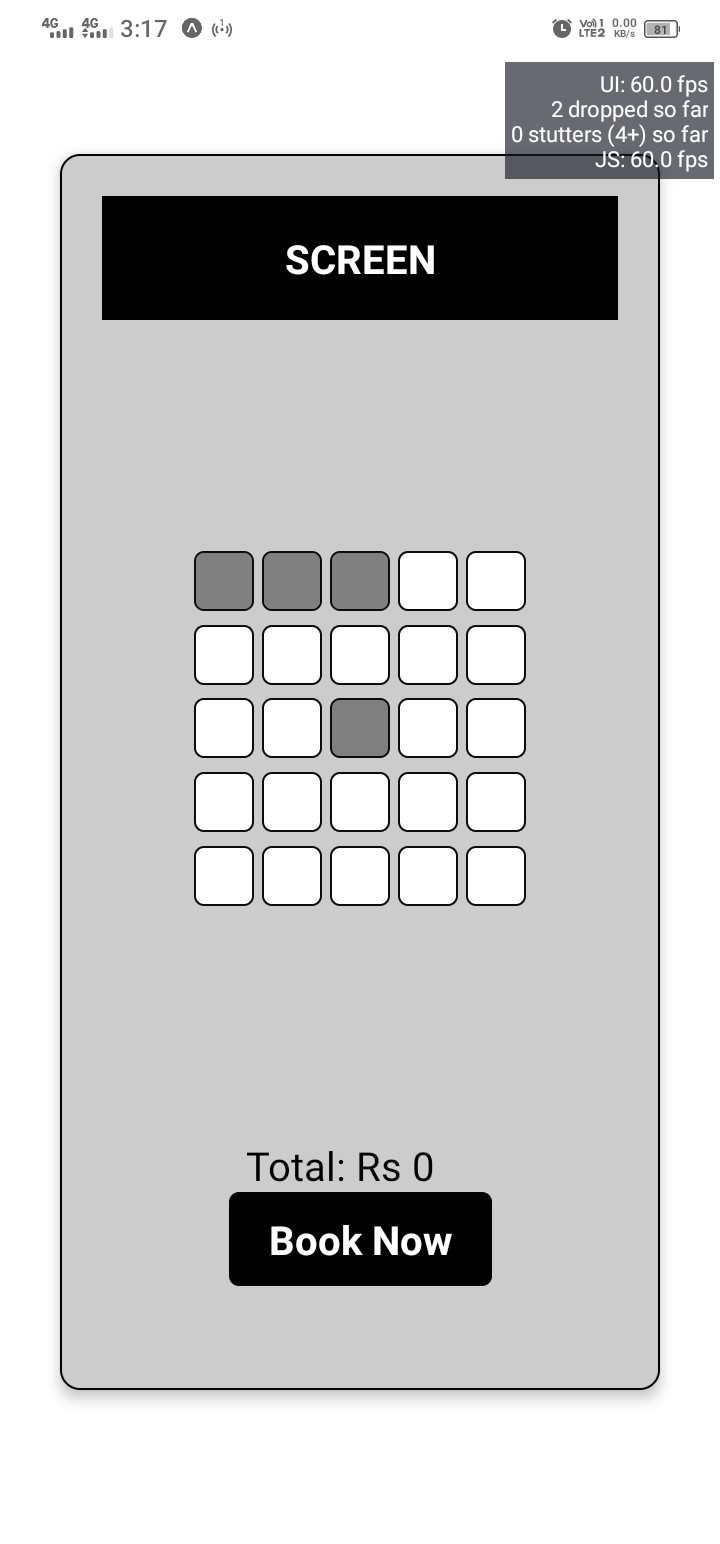 4G 4G 3:17 Vo) 1 LTE2 0.00 KB/s 81
UI: 60.0 fps
2 dropped so far
0 stutters (4+) so far
JS: 60.0 fps
SCREEN
Total: Rs 0
Book Now